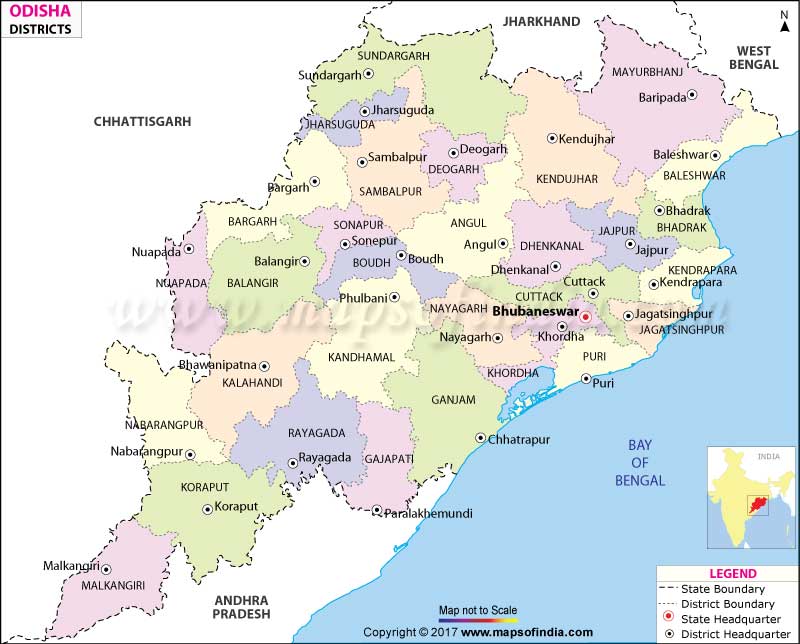 ODISHA
DISTRICTS
N
JHARKHAND
WEST
BENGAL
CHHATTISGARH
SUNDARGARH
Sundargarh
MAYURBHANJ
Baripada
Jharsuguda
JHARSUGUDA
Kendujhar
KENDUJHAR
Deogarh
DEOGARH
Sambalpur
SAMBALPUR
Baleshwar
BALESHWAR
Bargarh
BARGARH
Bhadrak
BHADRAK
SONAPUR
Sonepur
ANGUL
Angul
DHENKANAL
Dhenkanal
JAJPUR
Jajpur
Nuapada
NUAPADA
Balangir
BALANGIR
BOUDH
Boudh
KENDRAPARA
Kendrapara
Cuttack
CUTTACK
Phulbani
NAYAGARH
Nayagarh
Bhubaneswar
Jagatsinghpur
JAGATSINGHPUR
Khordha
KHORDHA
www.mapsofindia.com
KANDHAMAL
PURI
Puri
Bhawanipatna
KALAHANDI
GANJAM
Chhatrapur
NABARANGPUR
Nabarangpur
RAYAGADA
Rayagada
GAJAPATI
Paralakhemundi
BAY
OF
BENGAL
INDIA
KORAPUT
Koraput
Malkangiri
MALKANGIRI
ANDHRA
PRADESH
LEGEND
State Boundary
District Boundary
State Headquarter
District Headquarter
Map not to Scale
Copyright © 2017 www.mapsofindia.com